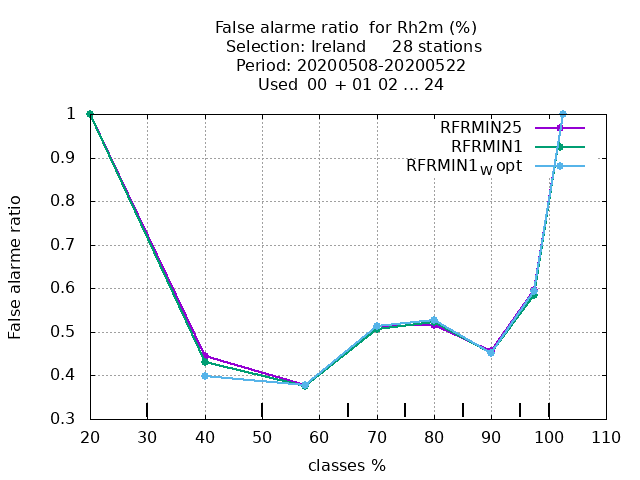 False alarme ratio for Rh2m (%)
Selection: Ireland 28 stations
Period: 20200508-20200522
Used 00 + 01 02 ... 24
RFRMIN25
RFRMIN1
RFRMIN1W opt
1
0.9
0.8
0.7
0.6
0.5
0.4
0.3
False alarme ratio
20 30 40 50 60 70 80 90 100 110
classes %